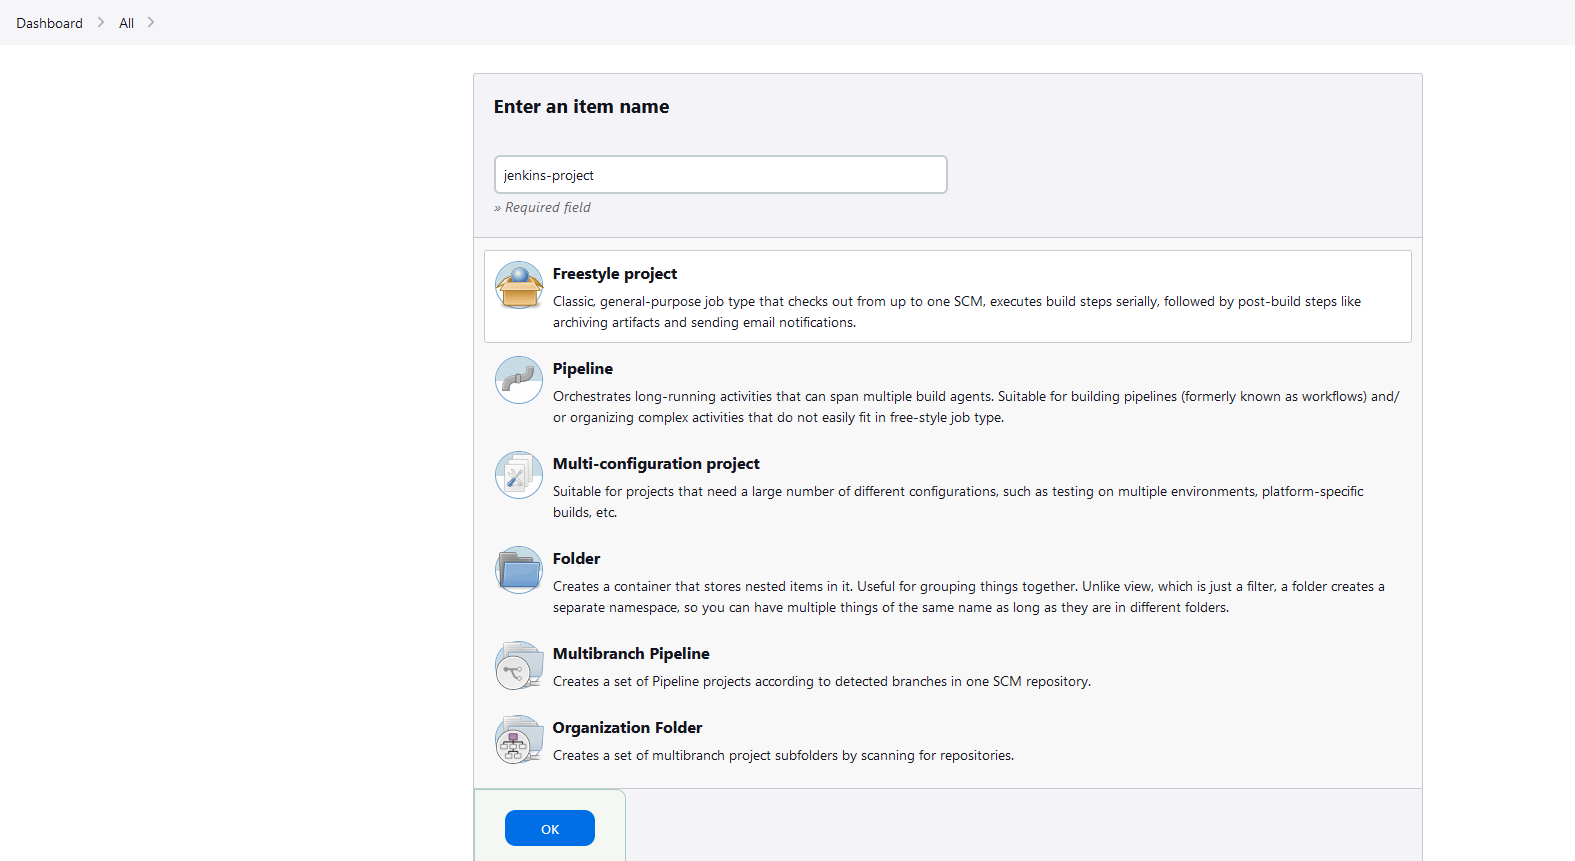 Dashboard > All >
Enter an item name
jenkins-project
» Required field
Freestyle project
Classic, general-purpose job type that checks out from up to one SCM, executes build steps serially, followed by post-build steps like
archiving artifacts and sending email notifications.
Pipeline
Orchestrates long-running activities that can span multiple build agents. Suitable for building pipelines (formerly known as workflows) and/
or organizing complex activities that do not easily fit in free-style job type.
Multi-configuration project
Suitable for projects that need a large number of different configurations, such as testing on multiple environments, platform-specific
builds, etc.
Folder
Creates a container that stores nested items in it. Useful for grouping things together. Unlike view, which is just a filter, a folder creates a
separate namespace, so you can have multiple things of the same name as long as they are in different folders.
Multibranch Pipeline
Creates a set of Pipeline projects according to detected branches in one SCM repository.
Organization Folder
Creates a set of multibranch project subfolders by scanning for repositories.
OK